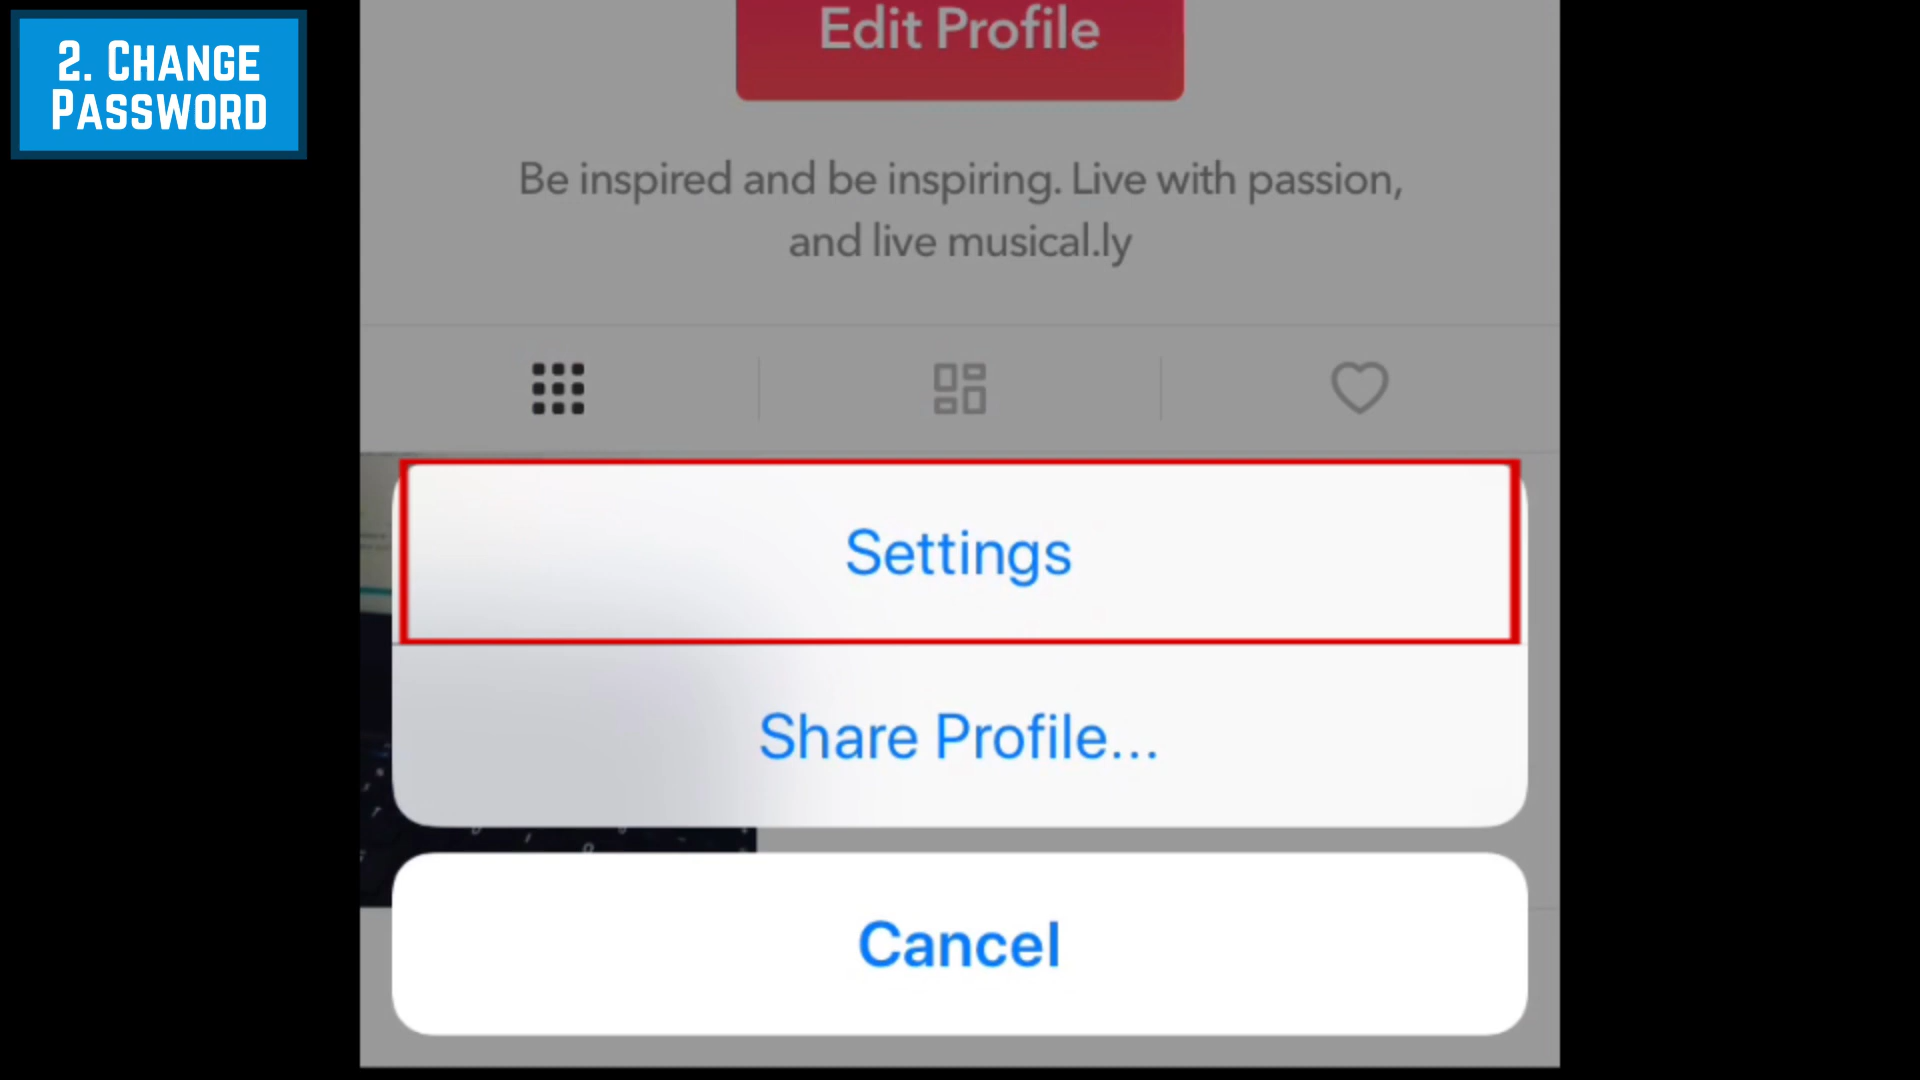 2. CHANGE
PASSWORD
Edit Profile
Be inspired and be inspiring. Live with passion,
and live musical.ly
Settings
Share Profile...
Cancel